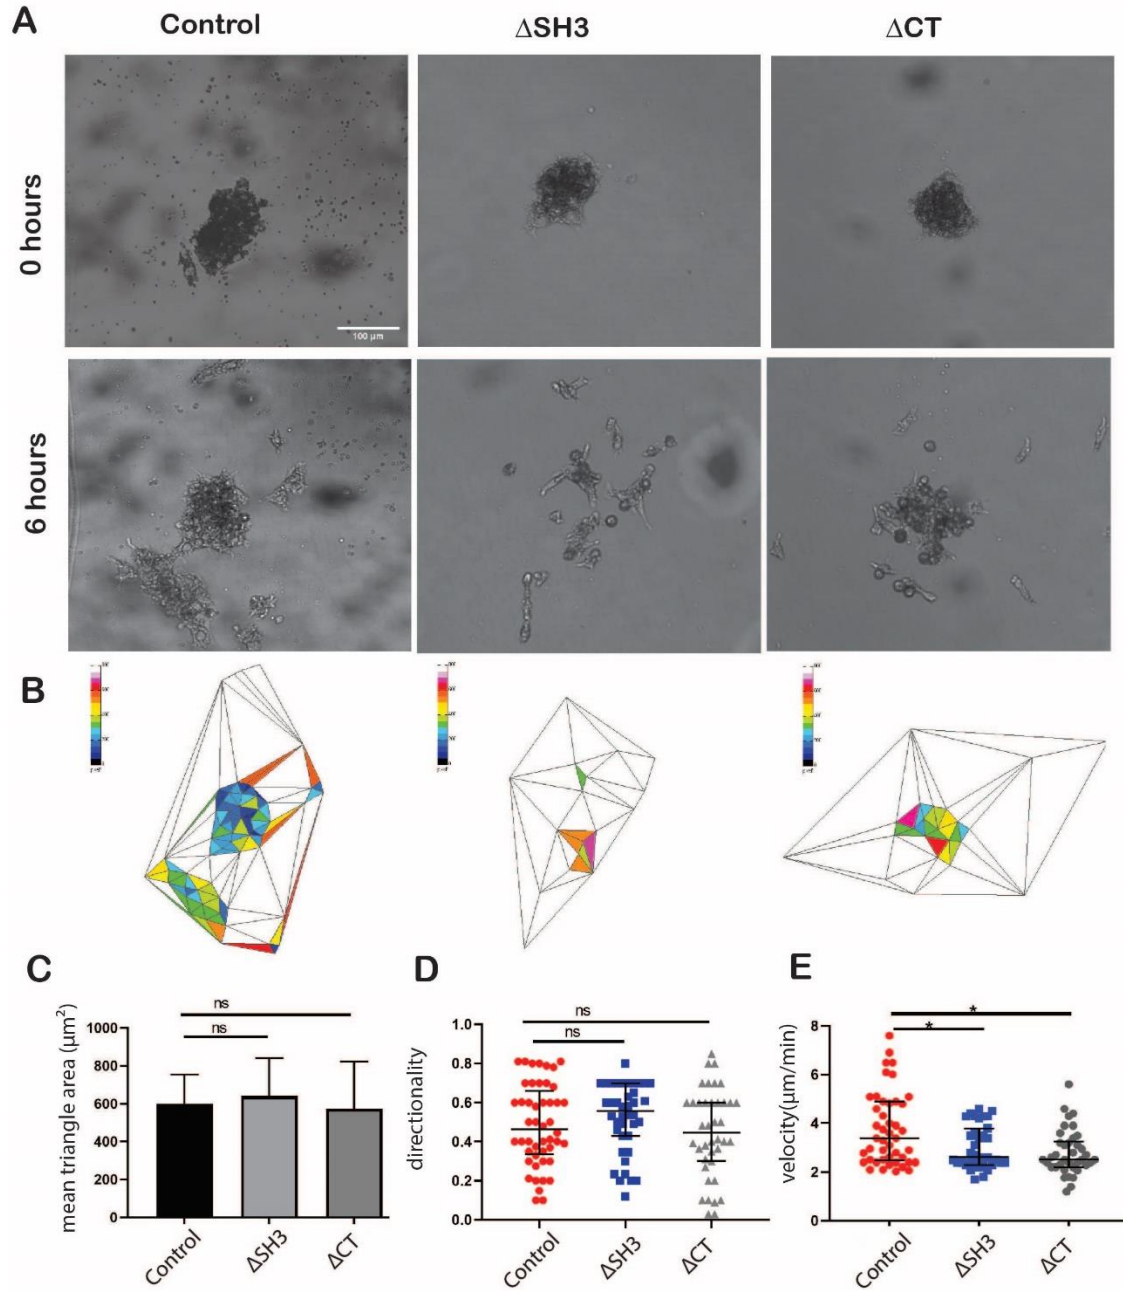 A
Control
ΔSH3
ΔCT
0 hours
100 µm
6 hours
B
C
ns
ns
mean triangle area (µm²)
1000
800
600
400
200
0
Control
ΔSH3
ΔCT
D
ns
ns
directionality
1.0
0.8
0.6
0.4
0.2
0.0
Control
ΔSH3
ΔCT
E
*
*
velocity(µm/min)
8
6
4
2
0
Control
ΔSH3
ΔCT